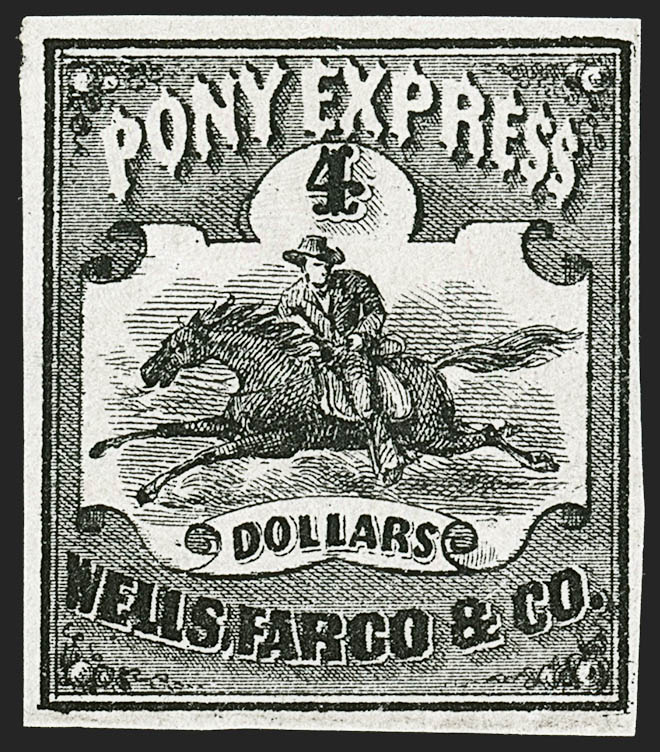 PONY EXPRESS
4
DOLLARS
WELLS, FARGO & CO.